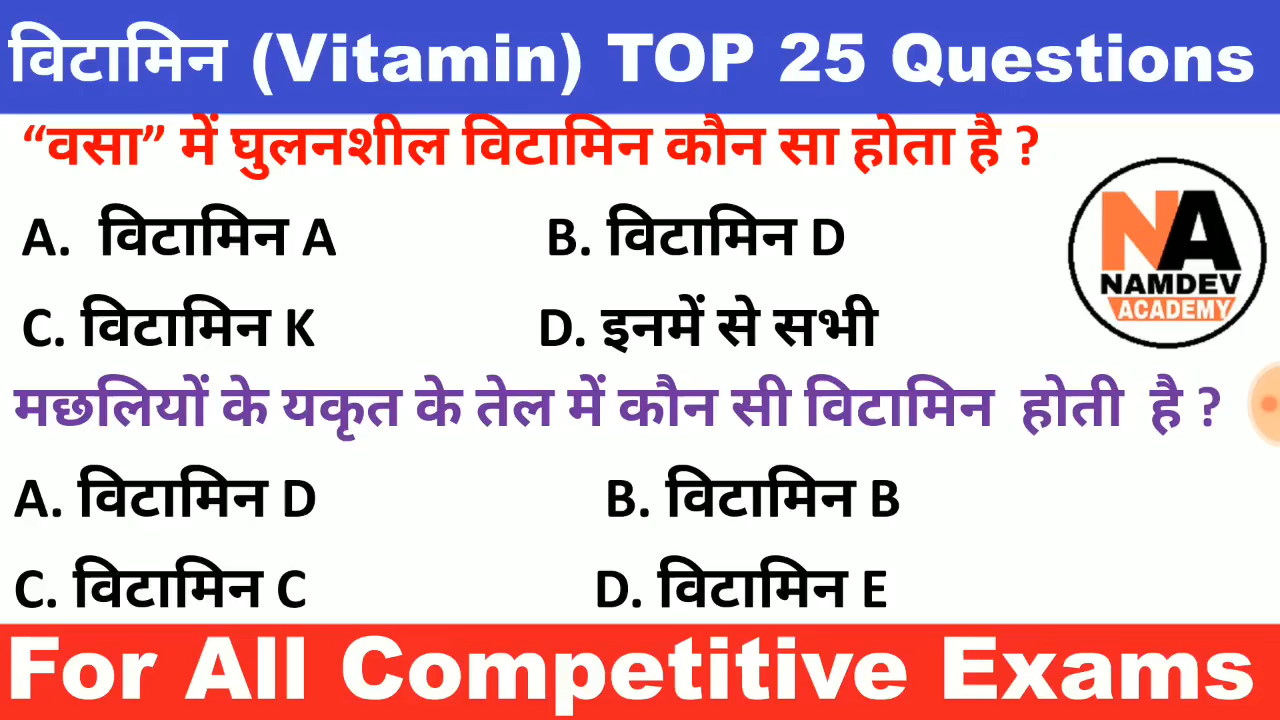 विटामिन (Vitamin) TOP 25 Questions
“वसा” में घुलनशील विटामिन कौन सा होता है ?
A. विटामिन A B. विटामिन D
C. विटामिन K D. इनमें से सभी
NA
NAMDEV
ACADEMY
मछलियों के यकृत के तेल में कौन सी विटामिन होती है ?
A. विटामिन D B. विटामिन B
C. विटामिन C D. विटामिन E
For All Competitive Exams